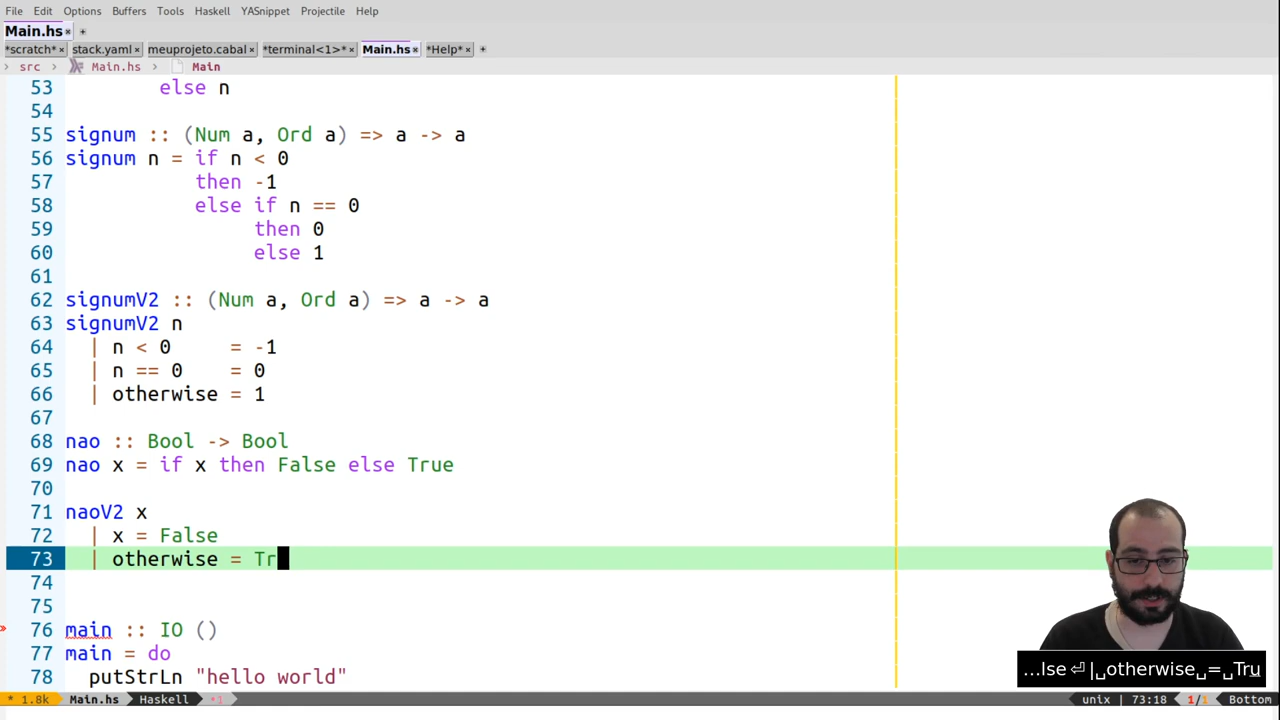 File Edit Options Buffers Tools Haskell YASnippet Projectile Help
Main.hs × +
*scratch* × stack.yaml × meuprojeto.cabal × *terminal<1>* × Main.hs × *Help* × +
› src › Main.hs › Main
53 else n
54
55 signum :: (Num a, Ord a) => a -> a
56 signum n = if n < 0
57 then -1
58 else if n == 0
59 then 0
60 else 1
61
62 signumV2 :: (Num a, Ord a) => a -> a
63 signumV2 n
64 | n < 0 = -1
65 | n == 0 = 0
66 | otherwise = 1
67
68 nao :: Bool -> Bool
69 nao x = if x then False else True
70
71 naoV2 x
72 | x = False
73 | otherwise = Tr
74
75
» 76 main :: IO ()
77 main = do
78 putStrLn "hello world"
…lse⏎|␣otherwise␣=␣Tru
* 1.8k Main.hs Haskell *1 unix 73:18 1/1 Bottom